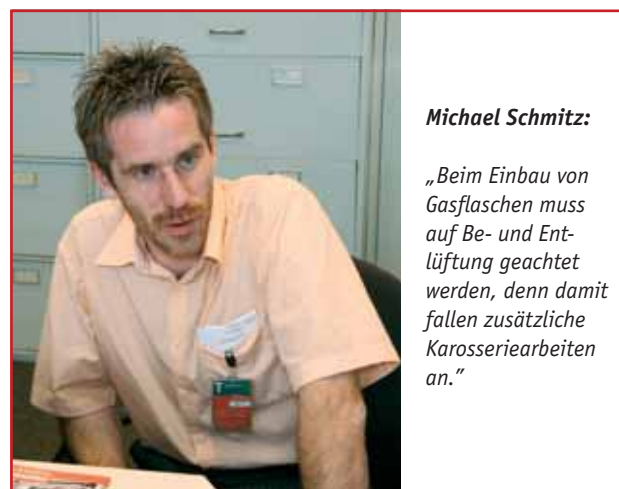 Michael Schmitz:
„Beim Einbau von
Gasflaschen muss
auf Be- und Ent-
lüftung geachtet
werden, denn damit
fallen zusätzliche
Karosseriearbeiten
an.”